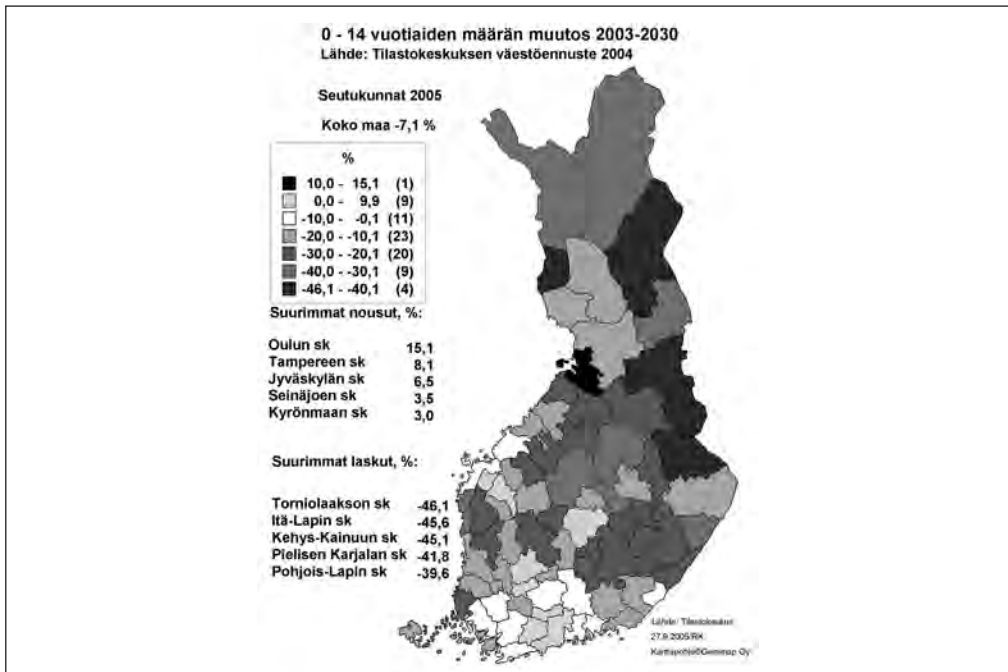 0 - 14 vuotiaiden määrän muutos 2003-2030
Lähde: Tilastokeskuksen väestöennuste 2004
Seutukunnat 2005
Koko maa -7,1 %
%
10,0 - 15,1 (1)
0,0 - 9,9 (9)
-10,0 - -0,1 (11)
-20,0 - -10,1 (23)
-30,0 - -20,1 (20)
-40,0 - -30,1 (9)
-46,1 - -40,1 (4)
Suurimmat nousut, %:
Oulun sk 15,1
Tampereen sk 8,1
Jyväskylän sk 6,5
Seinäjoen sk 3,5
Kyrönmaan sk 3,0
Suurimmat laskut, %:
Torniolaakson sk -46,1
Itä-Lapin sk -45,6
Kehys-Kainuun sk -45,1
Pielisen Karjalan sk -41,8
Pohjois-Lapin sk -39,6
Lähde: Tilastokeskus
27.9.2005/RK
Karttapohja©Genimap Oy